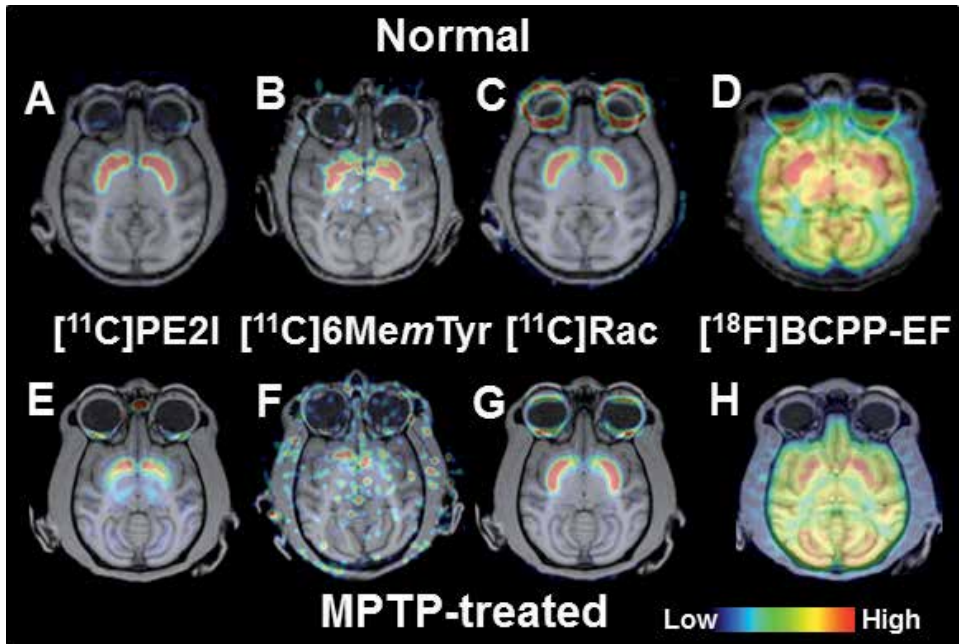 Normal
A B C D
[¹¹C]PE2I [¹¹C]6MemTyr [¹¹C]Rac [¹⁸F]BCPP-EF
E F G H
MPTP-treated Low High